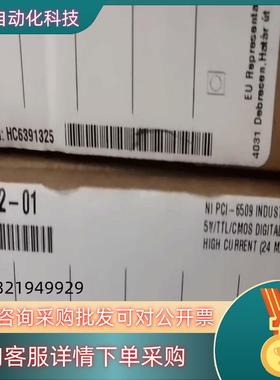 自动化科技
EU Representa
4031 Debrecen, Határ út
: HC6391325
2-01
NI PCI-6509 INDUST
5V/TTL/CMOS DIGITAL
HIGH CURRENT (24 M
321949929
咨询采购批发可对公开票
客服详情下单采购